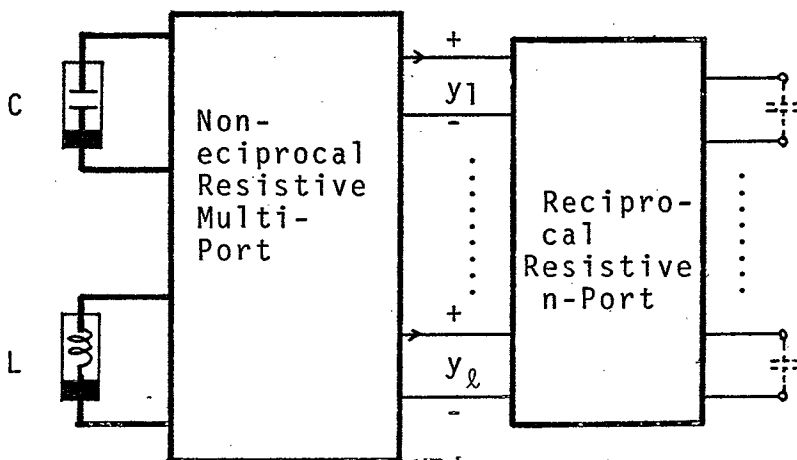 C
L
Non-
eciprocal
Resistive
Multi-
Port
+
y1
-
+
yℓ
-
Recipro-
cal
Resistive
n-Port